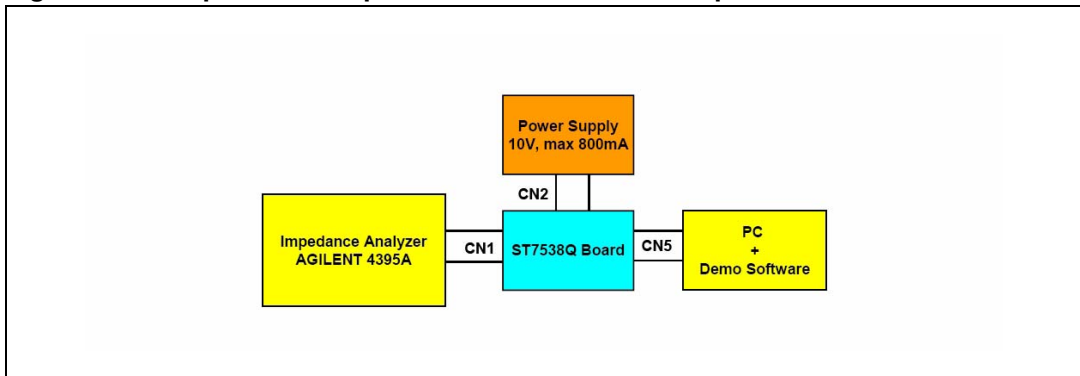 Power Supply
10V, max 800mA
CN2
Impedance Analyzer
AGILENT 4395A
CN1
ST7538Q Board
CN5
PC
+
Demo Software